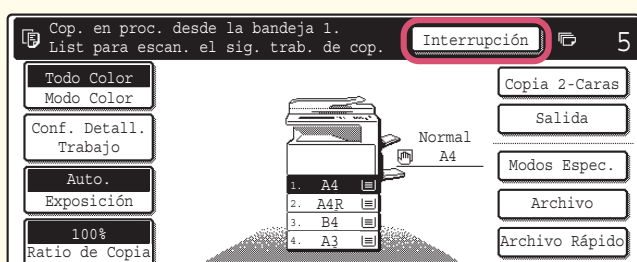 Cop. en proc. desde la bandeja 1.
List para escan. el sig. trab. de cop.
Interrupción
5
Todo Color
Modo Color
Conf. Detall.
Trabajo
Auto.
Exposición
100%
Ratio de Copia
1. A4
2. A4R
3. B4
4. A3
Normal
A4
Copia 2-Caras
Salida
Modos Espec.
Archivo
Archivo Rápido